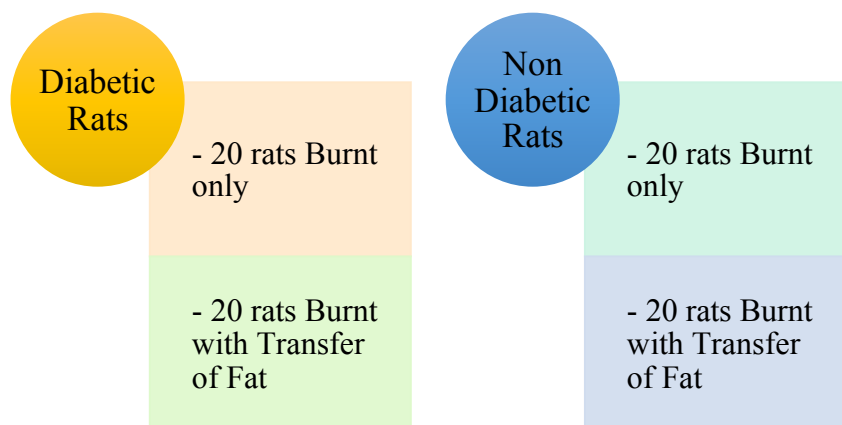 Diabetic
Rats
- 20 rats Burnt
only
- 20 rats Burnt
with Transfer
of Fat
Non
Diabetic
Rats
- 20 rats Burnt
only
- 20 rats Burnt
with Transfer
of Fat